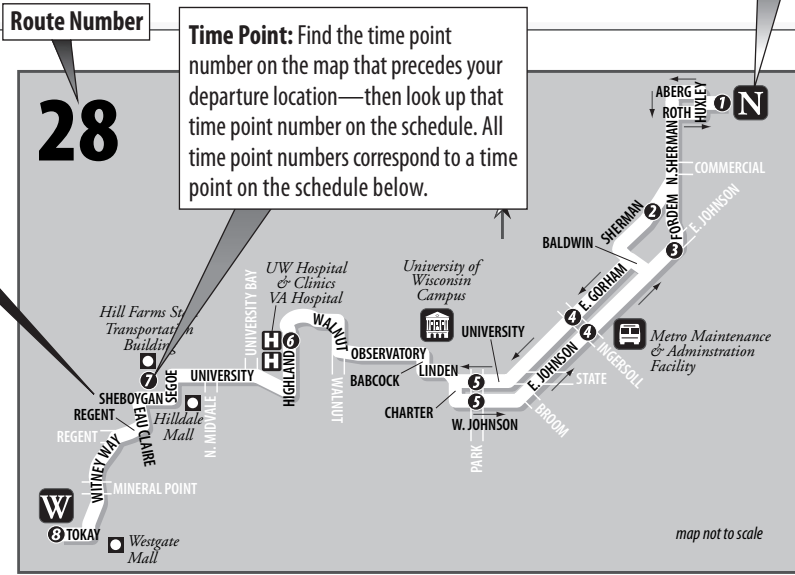 Route Number
Time Point: Find the time point
number on the map that precedes your
departure location—then look up that
time point number on the schedule. All
time point numbers correspond to a time
point on the schedule below.
28
ABERG
ROTH
HUXLEY
1
N
N. SHERMAN
COMMERCIAL
SHERMAN
2
FORDEM
E. JOHNSON
3
BALDWIN
E. GORHAM
4
4
INGERSOLL
Metro Maintenance
& Adminstration
Facility
University of
Wisconsin
Campus
UNIVERSITY
E. JOHNSON
STATE
BROOM
UW Hospital
& Clinics
VA Hospital
UNIVERSITY BAY
H
H
6
HIGHLAND
WALNUT
WALNUT
OBSERVATORY
BABCOCK
LINDEN
5
5
CHARTER
W. JOHNSON
PARK
Hill Farms St
Transportation
Building
7
SHEBOYGAN
SEGOE
UNIVERSITY
N. MIDVALE
Hilldale
Mall
REGENT
REGENT
EAU CLAIRE
WITNEY WAY
MINERAL POINT
W
8
TOKAY
Westgate
Mall
map not to scale